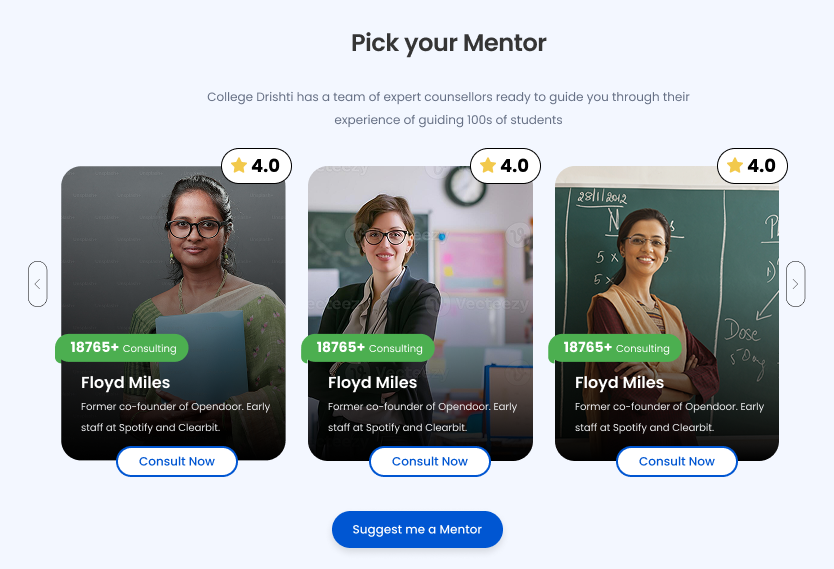 Pick your Mentor
College Drishti has a team of expert counsellors ready to guide you through their
experience of guiding 100s of students
4.0
4.0
4.0
28/11/2012
18765+ Consulting
Floyd Miles
Former co-founder of Opendoor. Early
staff at Spotify and Clearbit.
Consult Now
18765+ Consulting
Floyd Miles
Former co-founder of Opendoor. Early
staff at Spotify and Clearbit.
Consult Now
Dose
18765+ Consulting
Floyd Miles
Former co-founder of Opendoor. Early
staff at Spotify and Clearbit.
Consult Now
Suggest me a Mentor